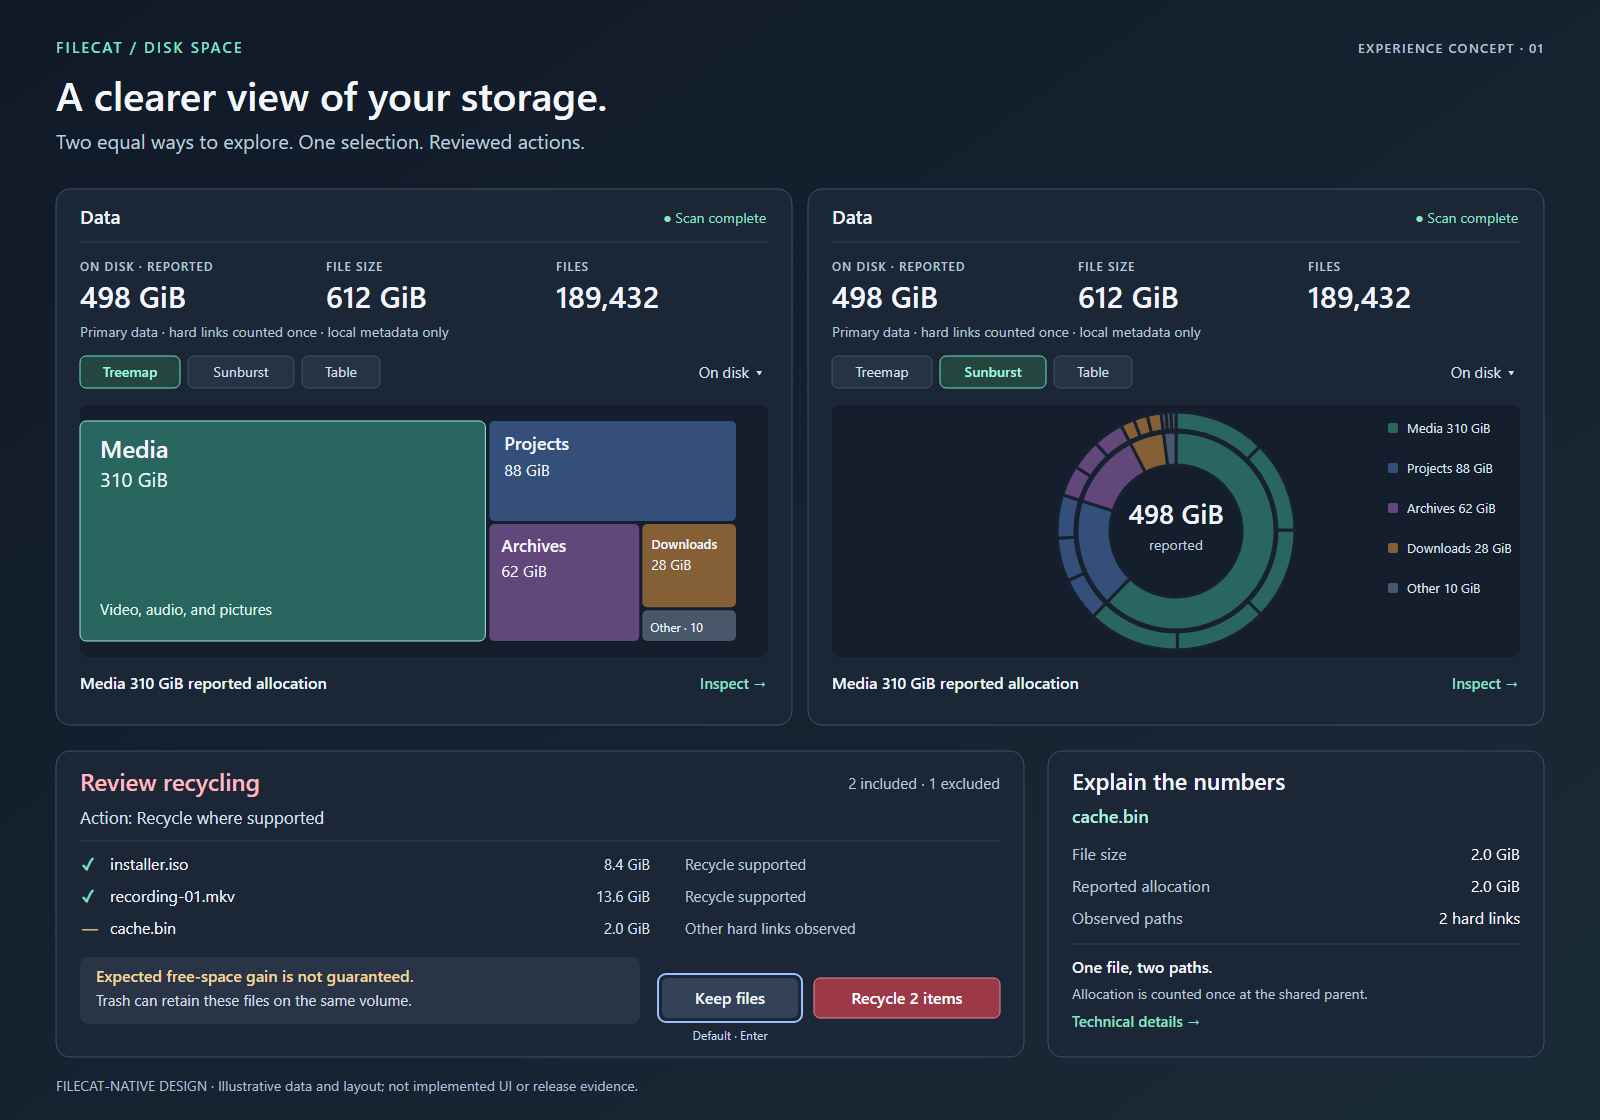 FILECAT / DISK SPACE
EXPERIENCE CONCEPT · 01
A clearer view of your storage.
Two equal ways to explore. One selection. Reviewed actions.
Data
● Scan complete
ON DISK · REPORTED
FILE SIZE
FILES
498 GiB
612 GiB
189,432
Primary data · hard links counted once · local metadata only
Treemap
Sunburst
Table
On disk ▾
Media
310 GiB
Video, audio, and pictures
Projects
88 GiB
Archives
62 GiB
Downloads
28 GiB
Other · 10
Media 310 GiB reported allocation
Inspect →
Data
● Scan complete
ON DISK · REPORTED
FILE SIZE
FILES
498 GiB
612 GiB
189,432
Primary data · hard links counted once · local metadata only
Treemap
Sunburst
Table
On disk ▾
498 GiB
reported
Media 310 GiB
Projects 88 GiB
Archives 62 GiB
Downloads 28 GiB
Other 10 GiB
Media 310 GiB reported allocation
Inspect →
Review recycling
2 included · 1 excluded
Action: Recycle where supported
✓ installer.iso 8.4 GiB Recycle supported
✓ recording-01.mkv 13.6 GiB Recycle supported
— cache.bin 2.0 GiB Other hard links observed
Expected free-space gain is not guaranteed.
Trash can retain these files on the same volume.
Keep files
Default · Enter
Recycle 2 items
Explain the numbers
cache.bin
File size 2.0 GiB
Reported allocation 2.0 GiB
Observed paths 2 hard links
One file, two paths.
Allocation is counted once at the shared parent.
Technical details →
FILECAT-NATIVE DESIGN · Illustrative data and layout; not implemented UI or release evidence.